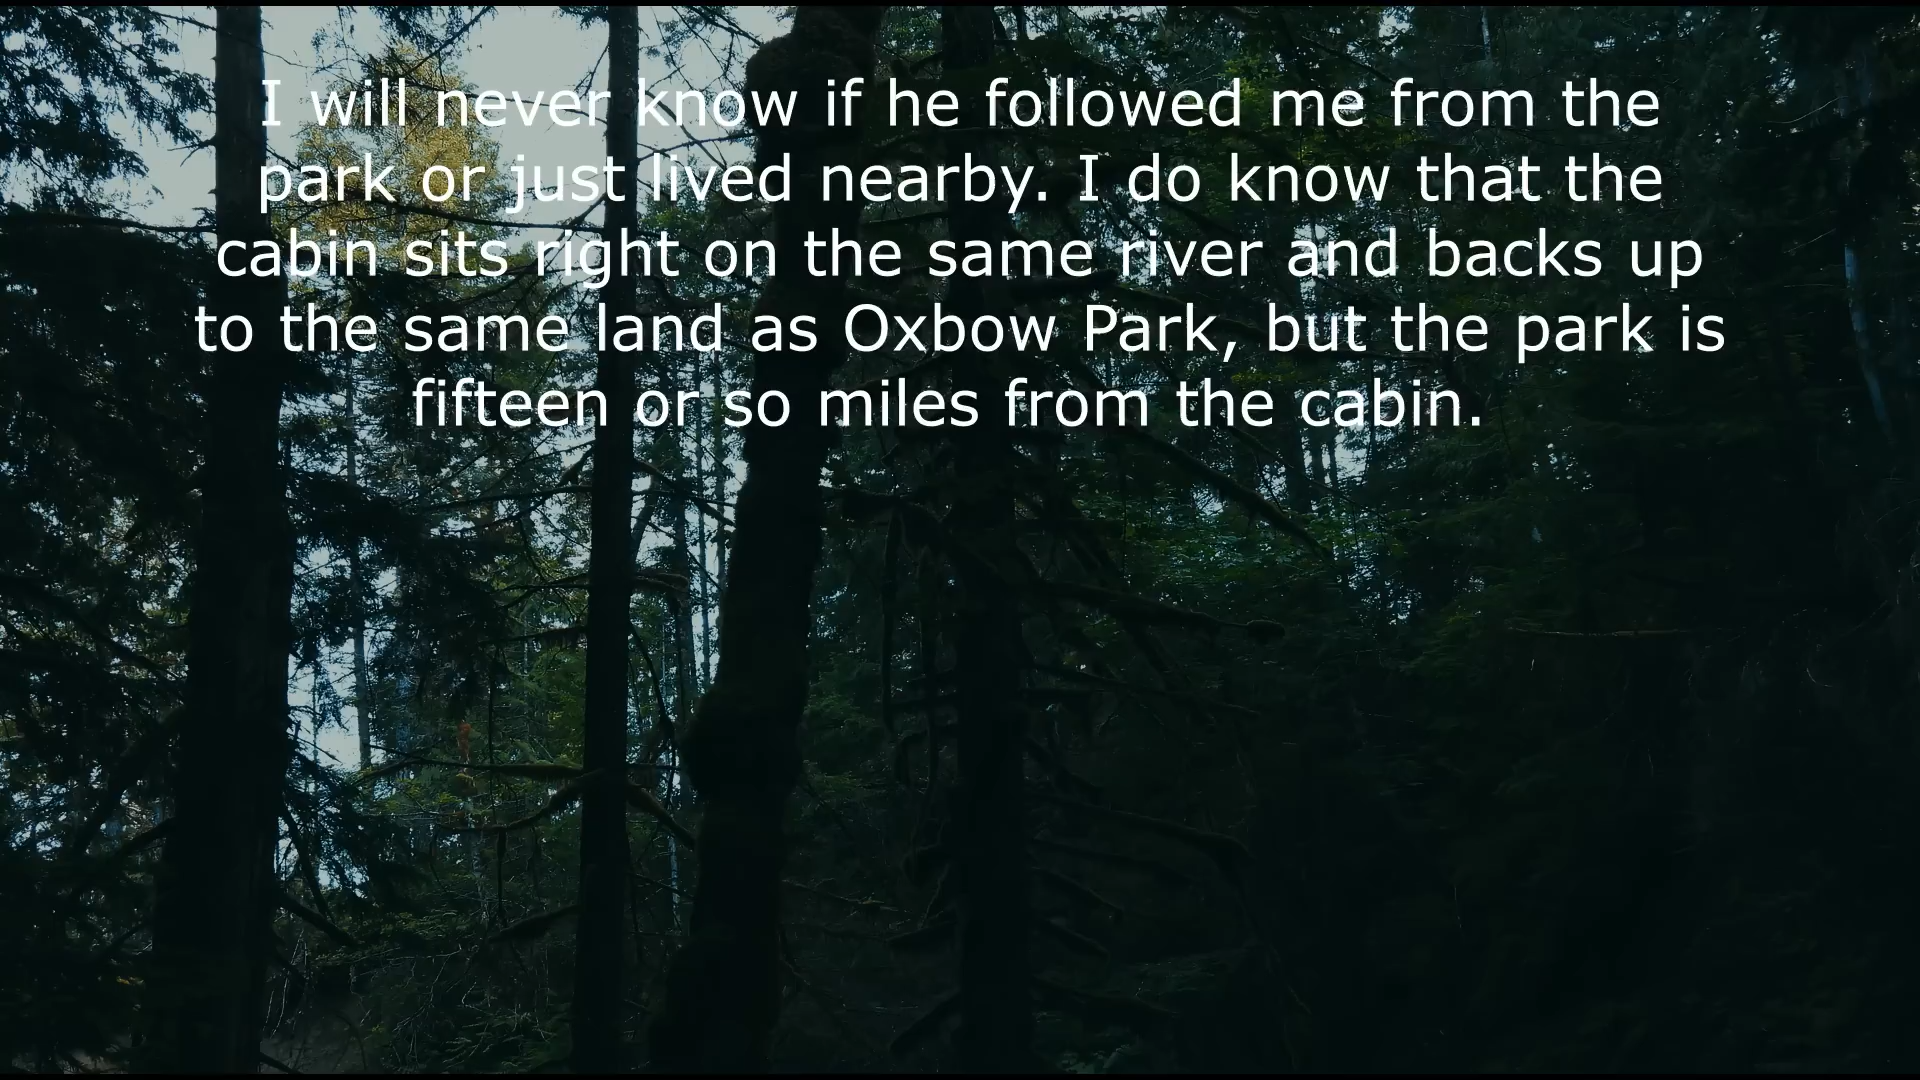 I will never know if he followed me from the
park or just lived nearby. I do know that the
cabin sits right on the same river and backs up
to the same land as Oxbow Park, but the park is
fifteen or so miles from the cabin.